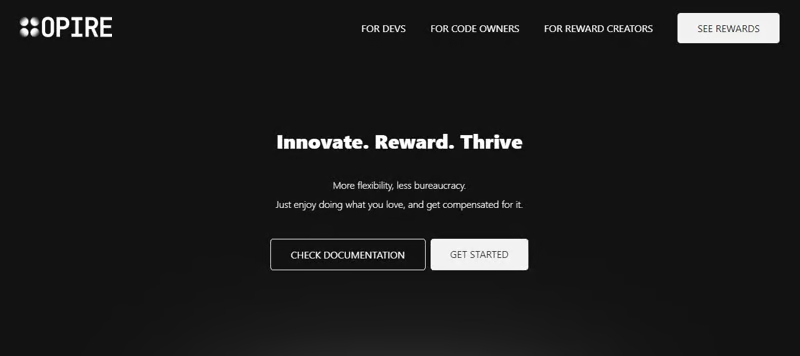 OPIRE
FOR DEVS
FOR CODE OWNERS
FOR REWARD CREATORS
SEE REWARDS
Innovate. Reward. Thrive
More flexibility, less bureaucracy.
Just enjoy doing what you love, and get compensated for it.
CHECK DOCUMENTATION
GET STARTED